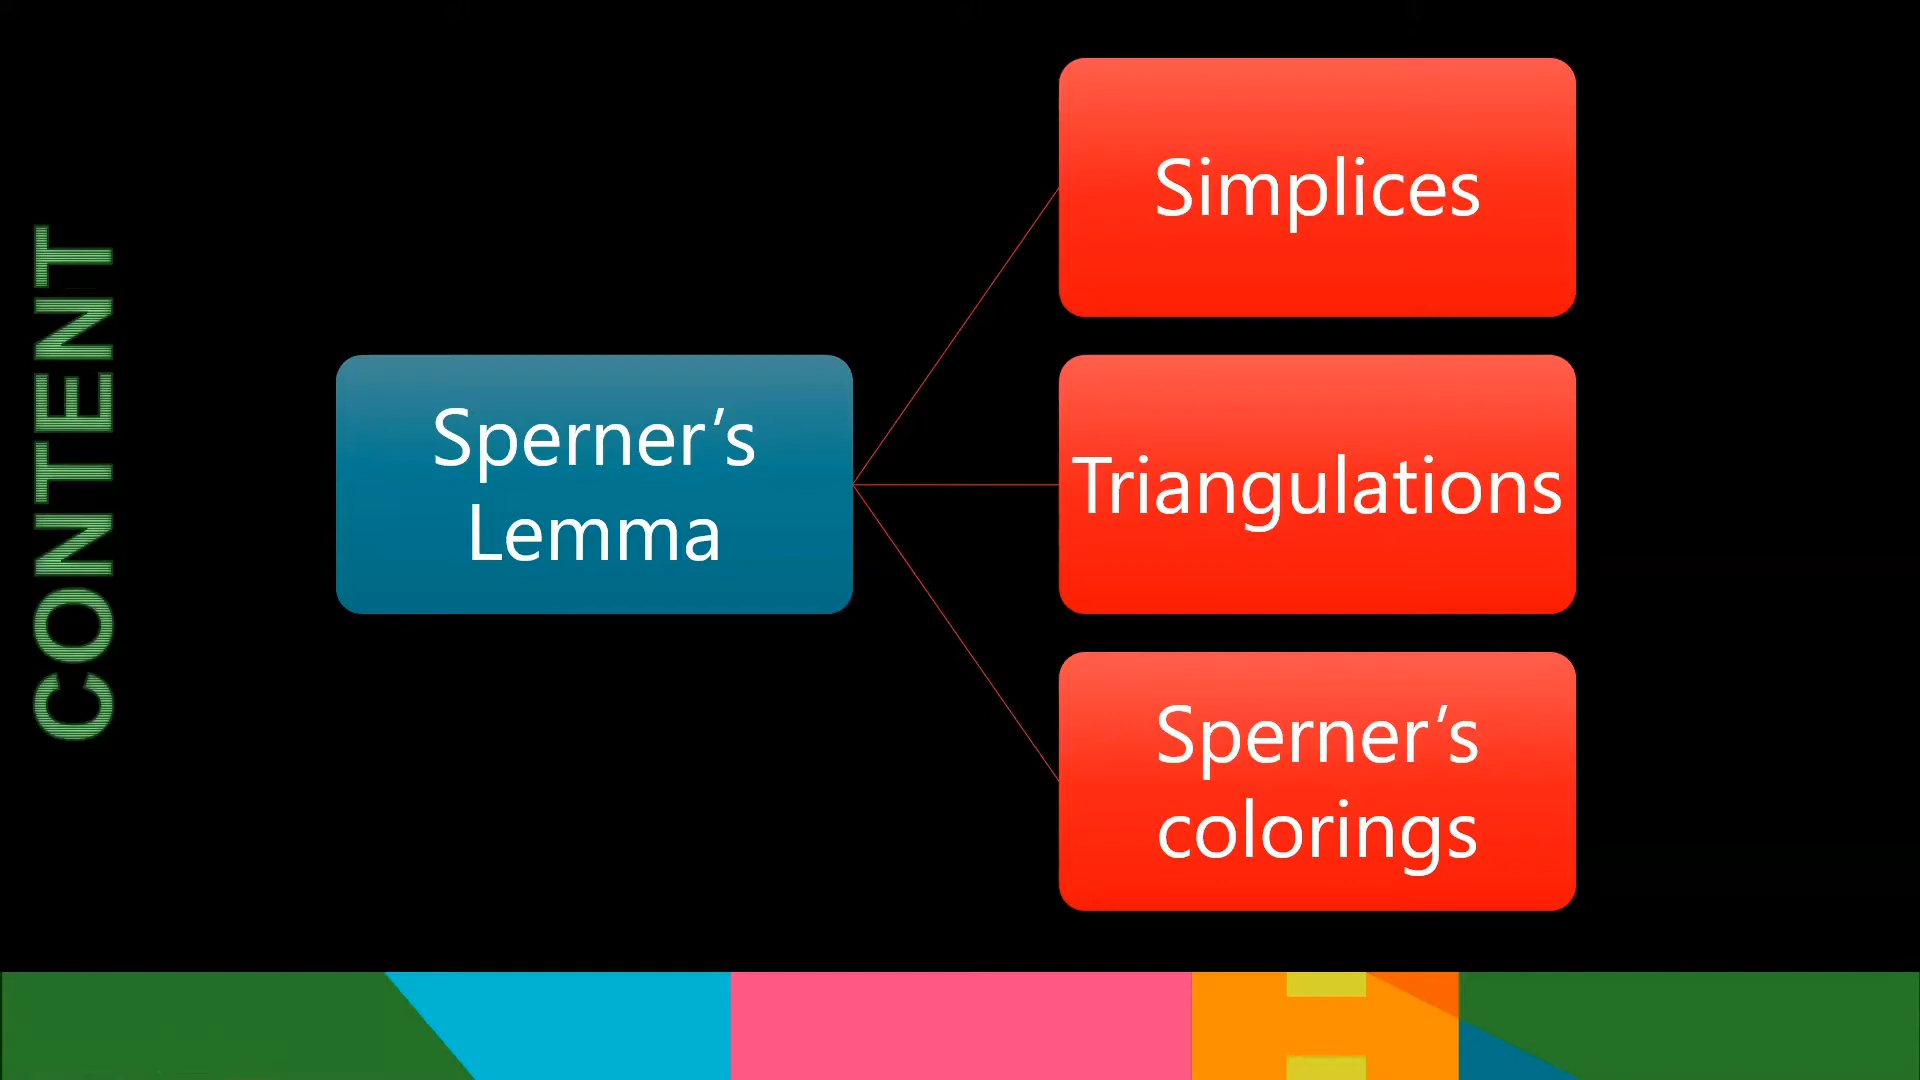 CONTENT
Sperner’s
Lemma
Simplices
Triangulations
Sperner’s
colorings